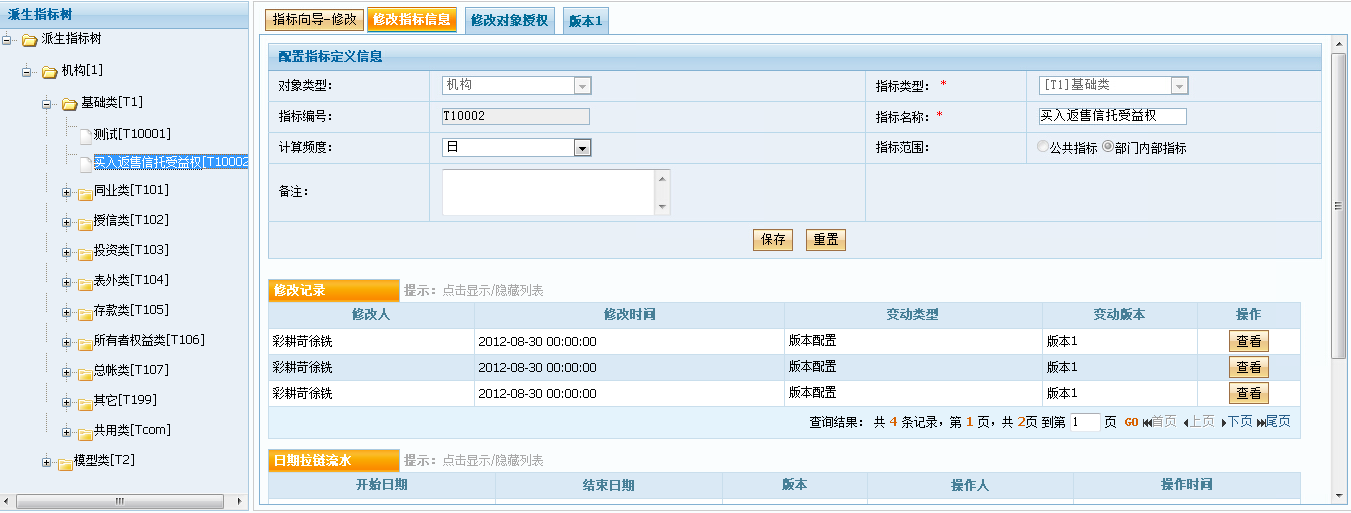 派生指标树
派生指标树
机构[1]
基础类[T1]
测试[T10001]
买入返售信托受益权[T10002
同业类[T101]
授信类[T102]
投资类[T103]
表外类[T104]
存款类[T105]
所有者权益类[T106]
总帐类[T107]
其它[T199]
共用类[Tcom]
模型类[T2]
指标向导-修改 修改指标信息 修改对象授权 版本1
配置指标定义信息
对象类型： 机构 指标类型： * [T1]基础类
指标编号： T10002 指标名称：* 买入返售信托受益权
计算频度： 日 指标范围： 公共指标 部门内部指标
备注：
保存 重置
修改记录 提示：点击显示/隐藏列表
修改人 修改时间 变动类型 变动版本 操作
彩耕苛徐铣 2012-08-30 00:00:00 版本配置 版本1 查看
彩耕苛徐铣 2012-08-30 00:00:00 版本配置 版本1 查看
彩耕苛徐铣 2012-08-30 00:00:00 版本配置 版本1 查看
查询结果： 共 4 条记录，第 1 页，共 2页 到第 1 页 GO 首页 上页 下页 尾页
日期拉链流水 提示：点击显示/隐藏列表
开始日期 结束日期 版本 操作人 操作时间